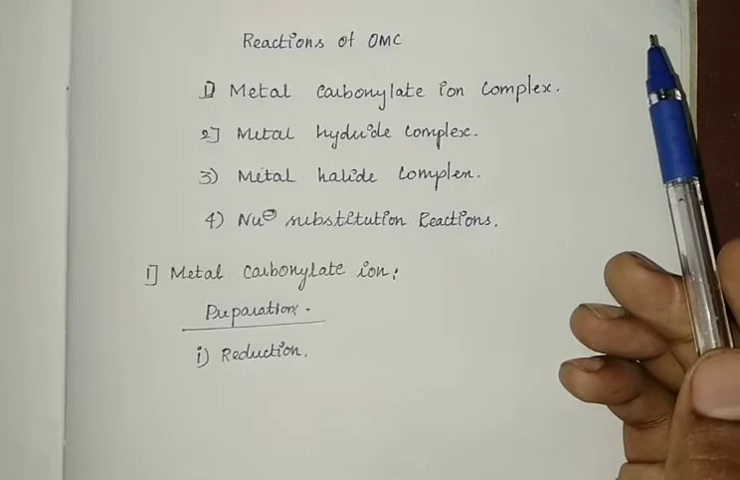 Reactions of OMC
1] Metal carbonylate ion complex.
2] Metal hydride complex.
3) Metal halide complex.
4) Nu⊖ substitution Reactions.
1] Metal carbonylate ion:
Preparation.
i) Reduction.